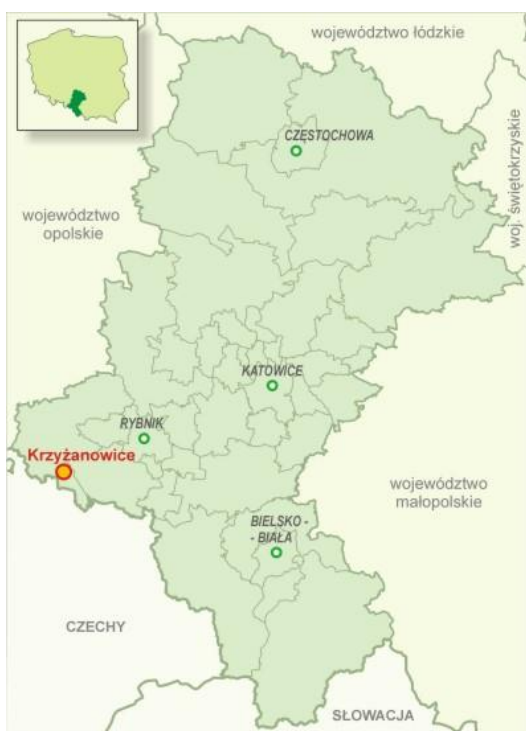 województwo łódzkie
CZĘSTOCHOWA
woj. świętokrzyskie
województwo
opolskie
KATOWICE
RYBNIK
Krzyżanowice
województwo
małopolskie
BIELSKO -
- BIAŁA
CZECHY
SŁOWACJA